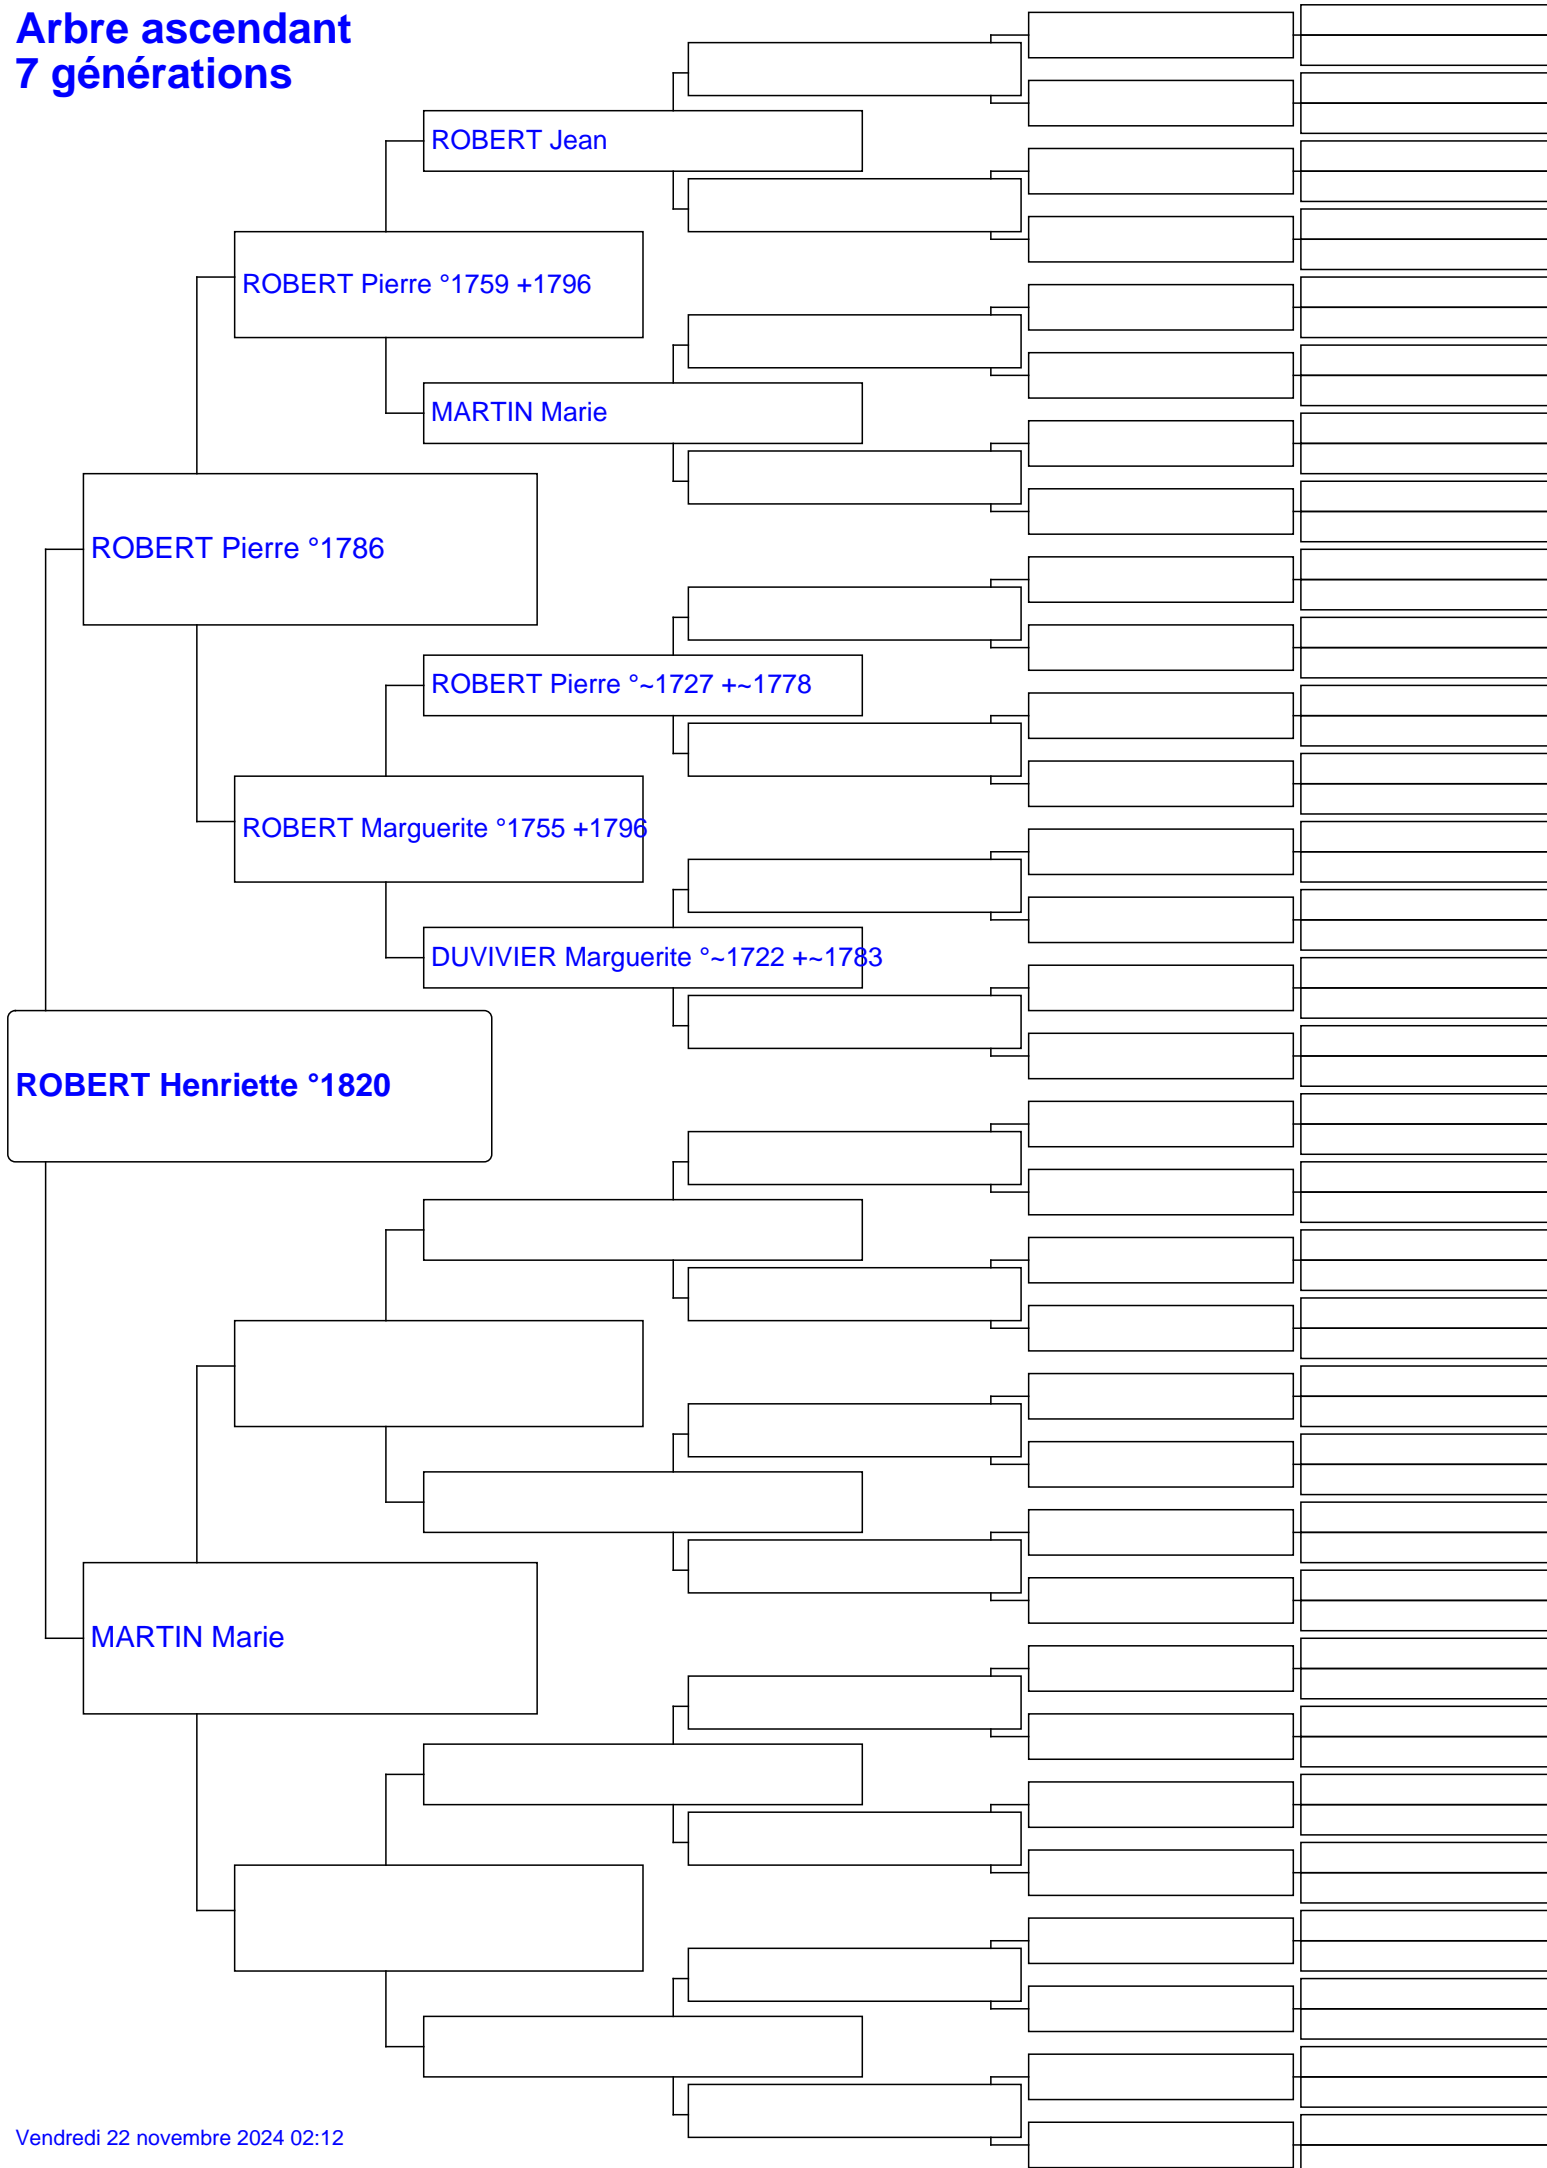 Arbre ascendant
7 générations
ROBERT Jean
ROBERT Pierre °1759 +1796
MARTIN Marie
ROBERT Pierre °1786
ROBERT Pierre °~1727 +~1778
ROBERT Marguerite °1755 +1796
DUVIVIER Marguerite °~1722 +~1783
ROBERT Henriette °1820
MARTIN Marie
Vendredi 22 novembre 2024 02:12